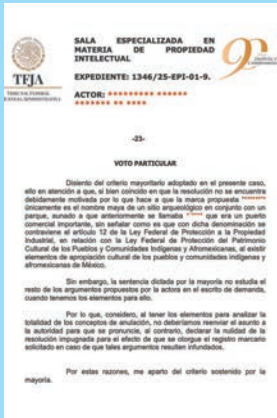 SALA ESPECIALIZADA EN
MATERIA DE PROPIEDAD
INTELECTUAL
EXPEDIENTE: 1346/25-EPI-01-9.
ACTOR: ********* ******
******* ** ****
TFJA
TRIBUNAL FEDERAL
DE JUSTICIA ADMINISTRATIVA
-23-
VOTO PARTICULAR
Disiento del criterio mayoritario adoptado en el presente caso,
ello en atención a que, si bien coincido en que la resolución no se encuentra
debidamente motivada por lo que hace a que la marca propuesta ********
únicamente es el nombre maya de un sitio arqueológico en conjunto con un
parque, aunado a que anteriormente se llamaba * **** que era un puerto
comercial importante, sin señalar como es que con dicha denominación se
contraviene el artículo 12 de la Ley Federal de Protección a la Propiedad
Industrial, en relación con la Ley Federal de Protección del Patrimonio
Cultural de los Pueblos y Comunidades Indígenas y Afromexicanas, al existir
elementos de apropiación cultural de los pueblos y comunidades indígenas y
afromexicanas de México.
Sin embargo, la sentencia dictada por la mayoría no estudia el
resto de los argumentos propuestos por la actora en el escrito de demanda,
cuando tenemos los elementos para ello.
Por lo que, considero, al tener los elementos para analizar la
totalidad de los conceptos de anulación, no deberíamos reenviar el asunto a
la autoridad para que se pronuncie, al contrario, declarar la nulidad de la
resolución impugnada para el efecto de que se otorgue el registro marcario
solicitado en caso de que tales argumentos resulten infundados.
Por estas razones, me aparto del criterio sostenido por la
mayoría.